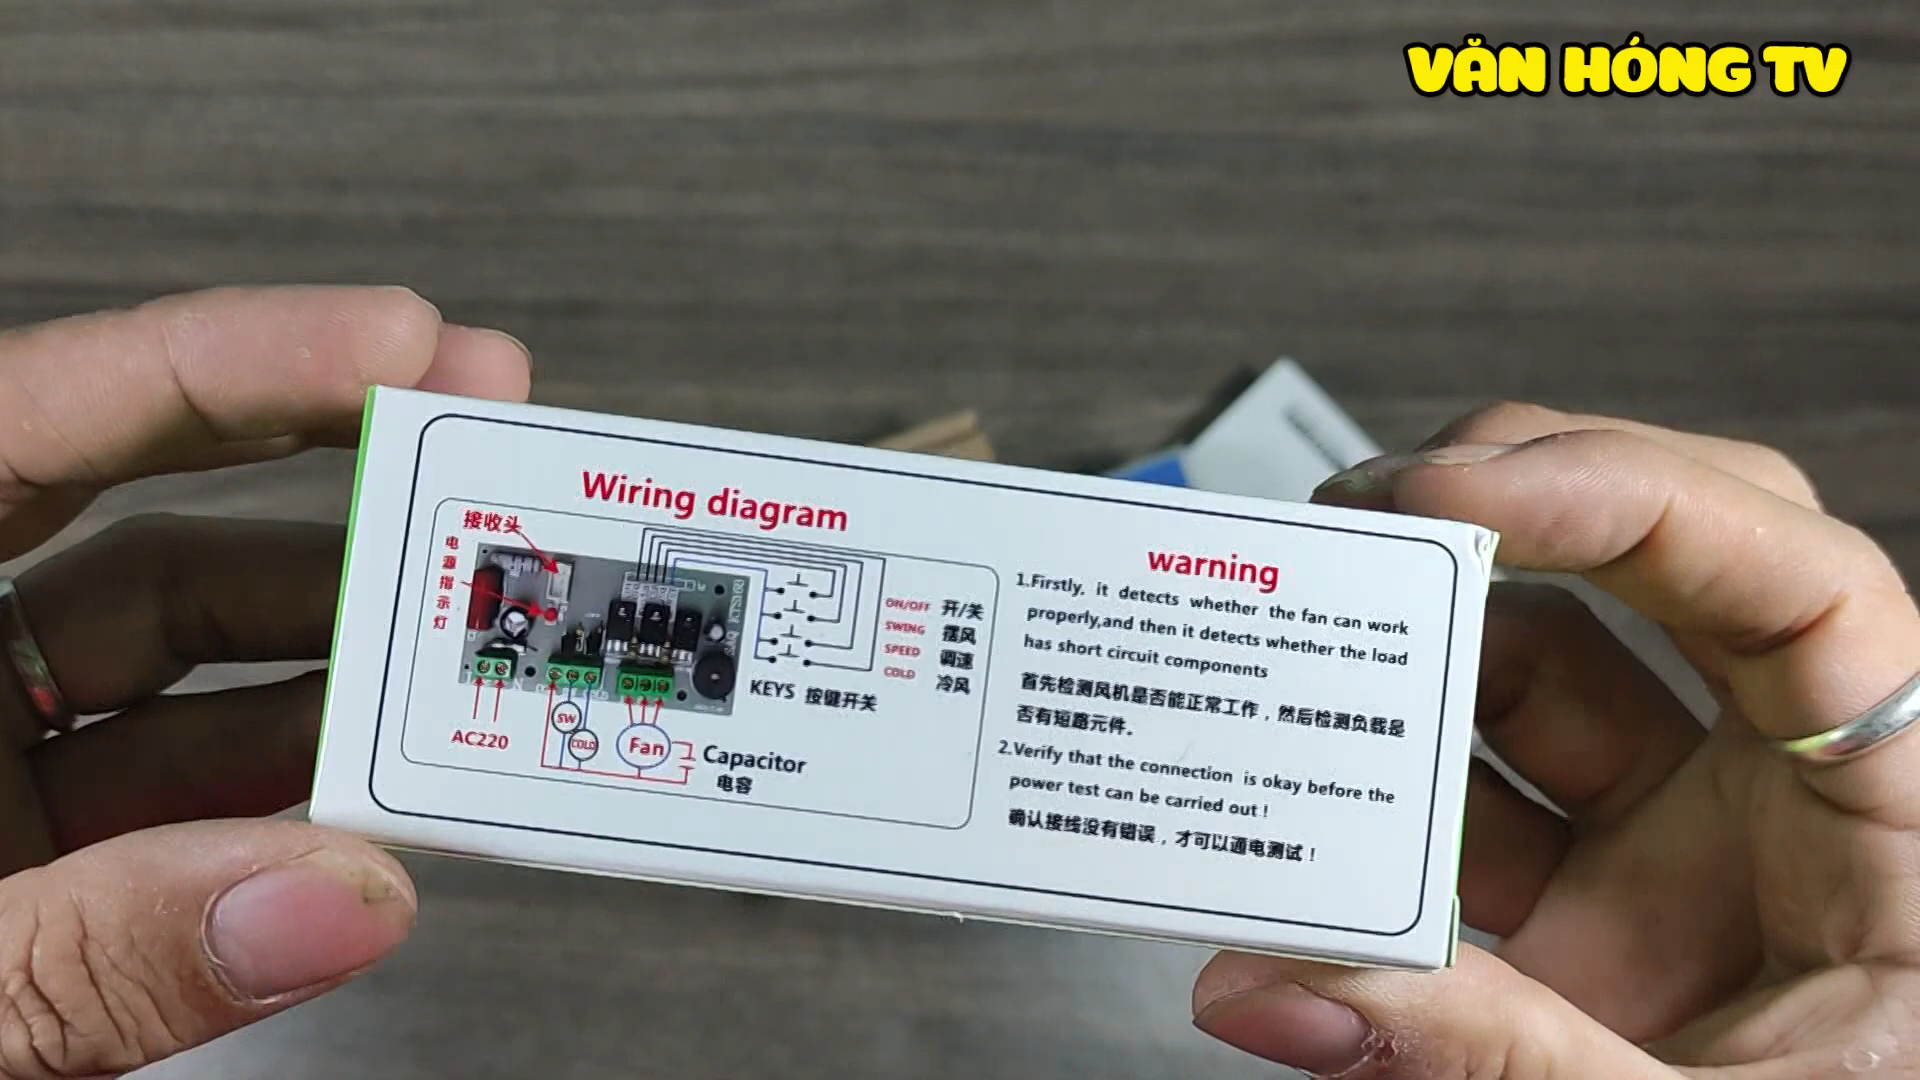 VĂN HÓNG TV
Wiring diagram
接收头
电源指示灯
ON/OFF 开/关
SWING 摆风
SPEED 调速
COLD 冷风
KEYS 按键开关
SW
COLD
Fan
AC220
Capacitor
电容
warning
1.Firstly, it detects whether the fan can work
properly,and then it detects whether the load
has short circuit components
首先检测风机是否能正常工作，然后检测负载是
否有短路元件。
2.Verify that the connection is okay before the
power test can be carried out!
确认接线没有错误，才可以通电测试！